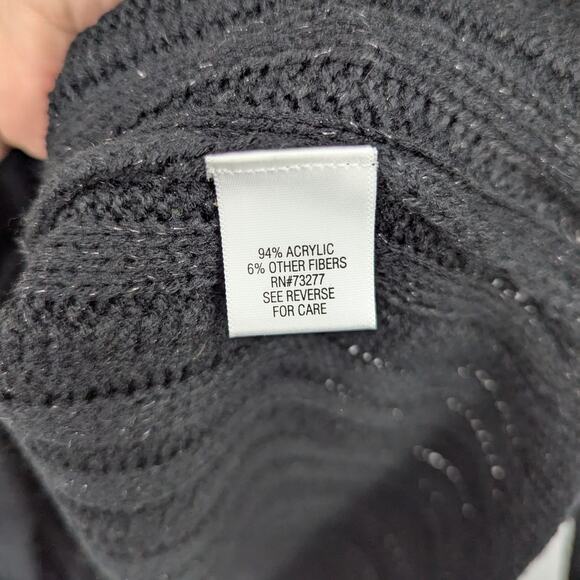 94% ACRYLIC
6% OTHER FIBERS
RN#73277
SEE REVERSE
FOR CARE